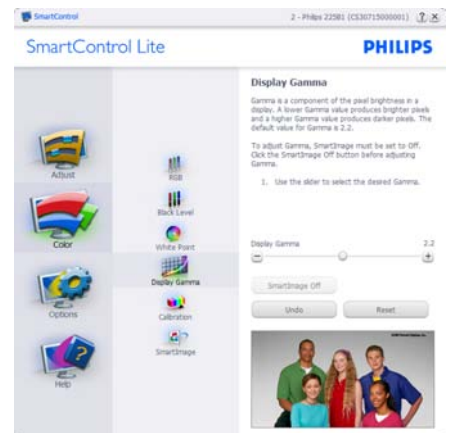 SmartControl
2 - Philips 225B1 (CS30715000001)
SmartControl Lite
PHILIPS
Adjust
Color
Options
Help
RGB
Black Level
White Point
Display Gamma
Calibration
SmartImage
Display Gamma
Gamma is a component of the pixel brightness in a
display. A lower Gamma value produces brighter pixels
and a higher Gamma value produces darker pixels. The
default value for Gamma is 2.2.
To adjust Gamma, SmartImage must be set to Off.
Click the SmartImage Off button before adjusting
Gamma.
1. Use the slider to select the desired Gamma.
Display Gamma 2.2
SmartImage Off
Undo Reset